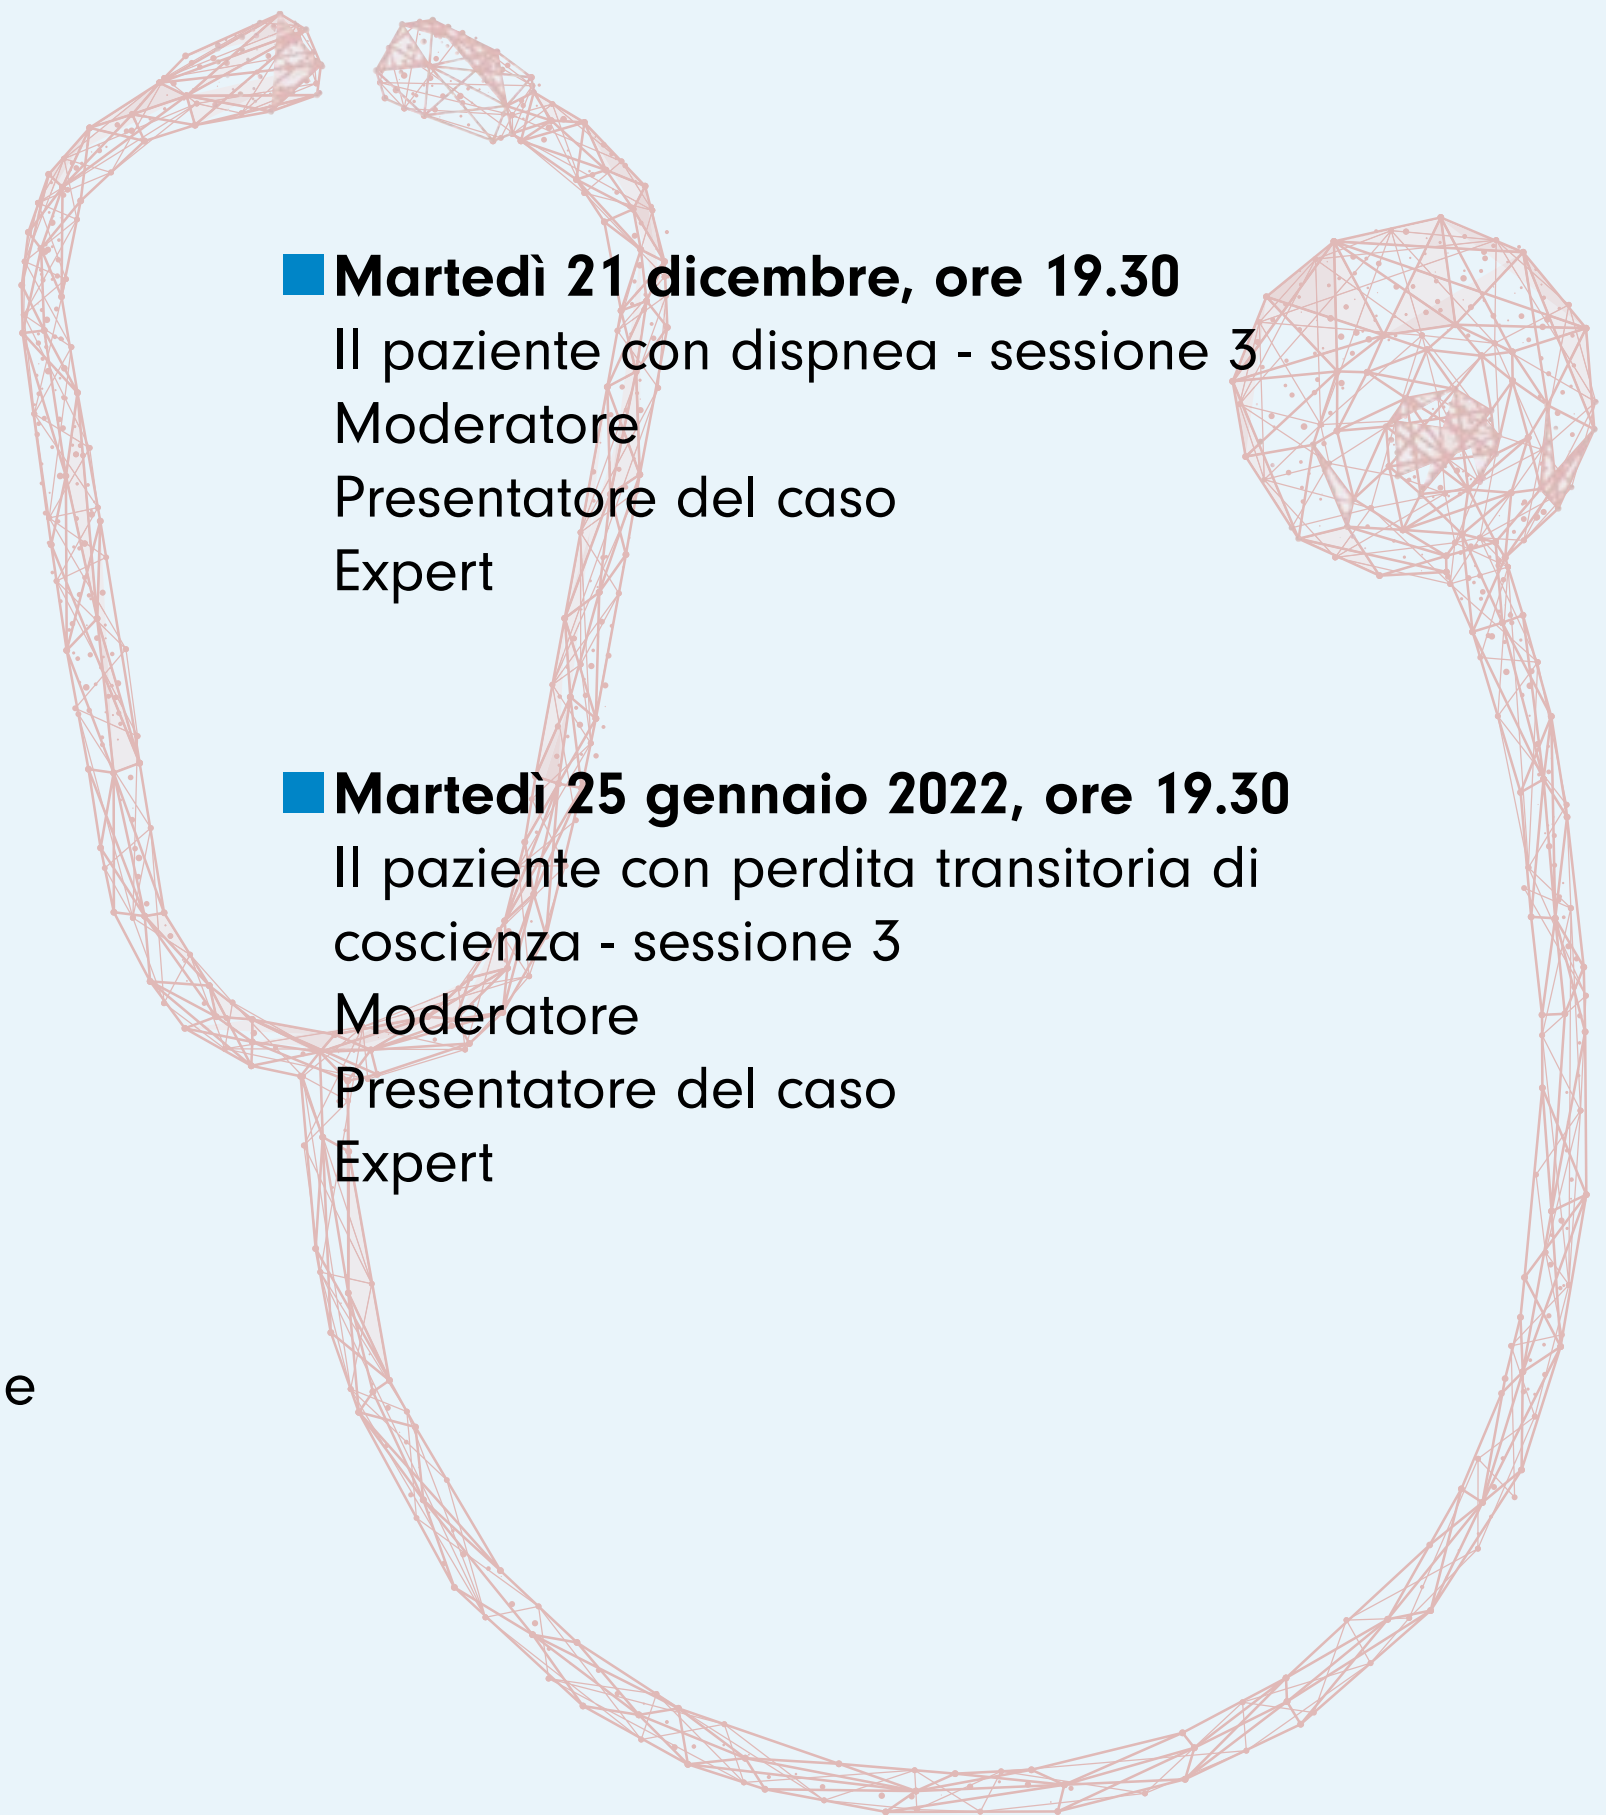 Martedì 21 dicembre, ore 19.30
Il paziente con dispnea - sessione 3
Moderatore
Presentatore del caso
Expert
Martedì 25 gennaio 2022, ore 19.30
Il paziente con perdita transitoria di
coscienza - sessione 3
Moderatore
Presentatore del caso
Expert
e